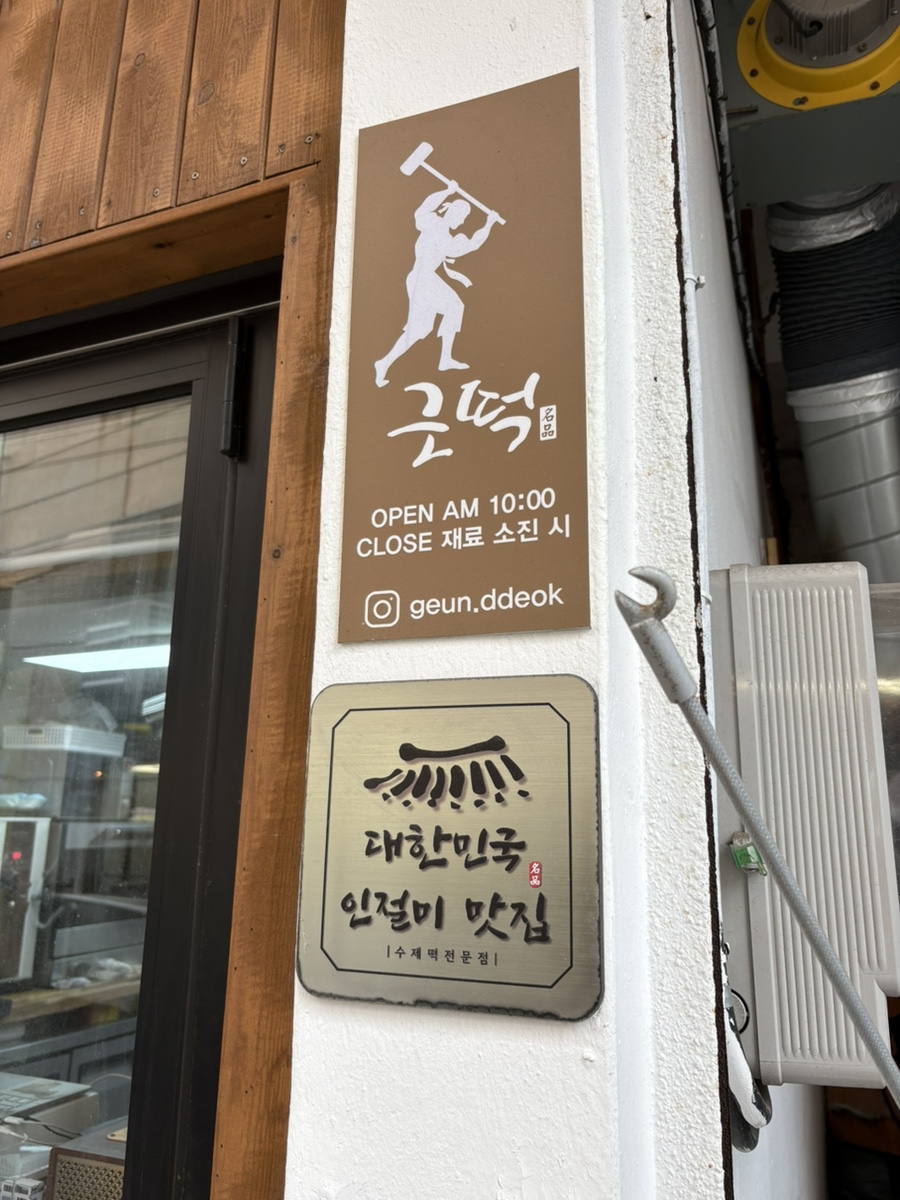 근떡
名品
OPEN AM 10:00
CLOSE 재료 소진 시
geun.ddeok
대한민국
名品
인절미 맛집
|수제떡전문점|